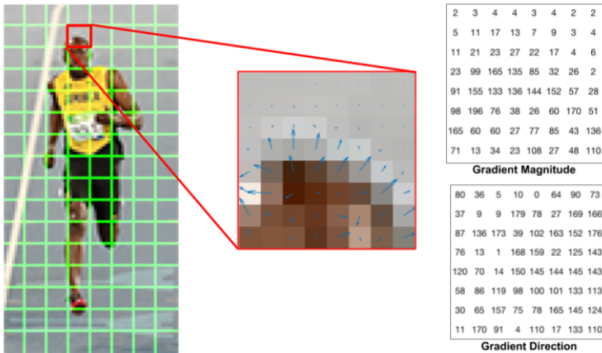 2 3 4 4 3 4 2 2
5 11 17 13 7 9 3 4
11 21 23 27 22 17 4 6
23 99 165 135 85 32 26 2
91 155 133 136 144 152 57 28
98 196 76 38 26 60 170 51
165 60 60 27 77 85 43 136
71 13 34 23 108 27 48 110
Gradient Magnitude
80 36 5 10 0 64 90 73
37 9 9 179 78 27 169 166
87 136 173 39 102 163 152 176
76 13 1 168 159 22 125 143
120 70 14 150 145 144 145 143
58 86 119 98 100 101 133 113
30 65 157 75 78 165 145 124
11 170 91 4 110 17 133 110
Gradient Direction